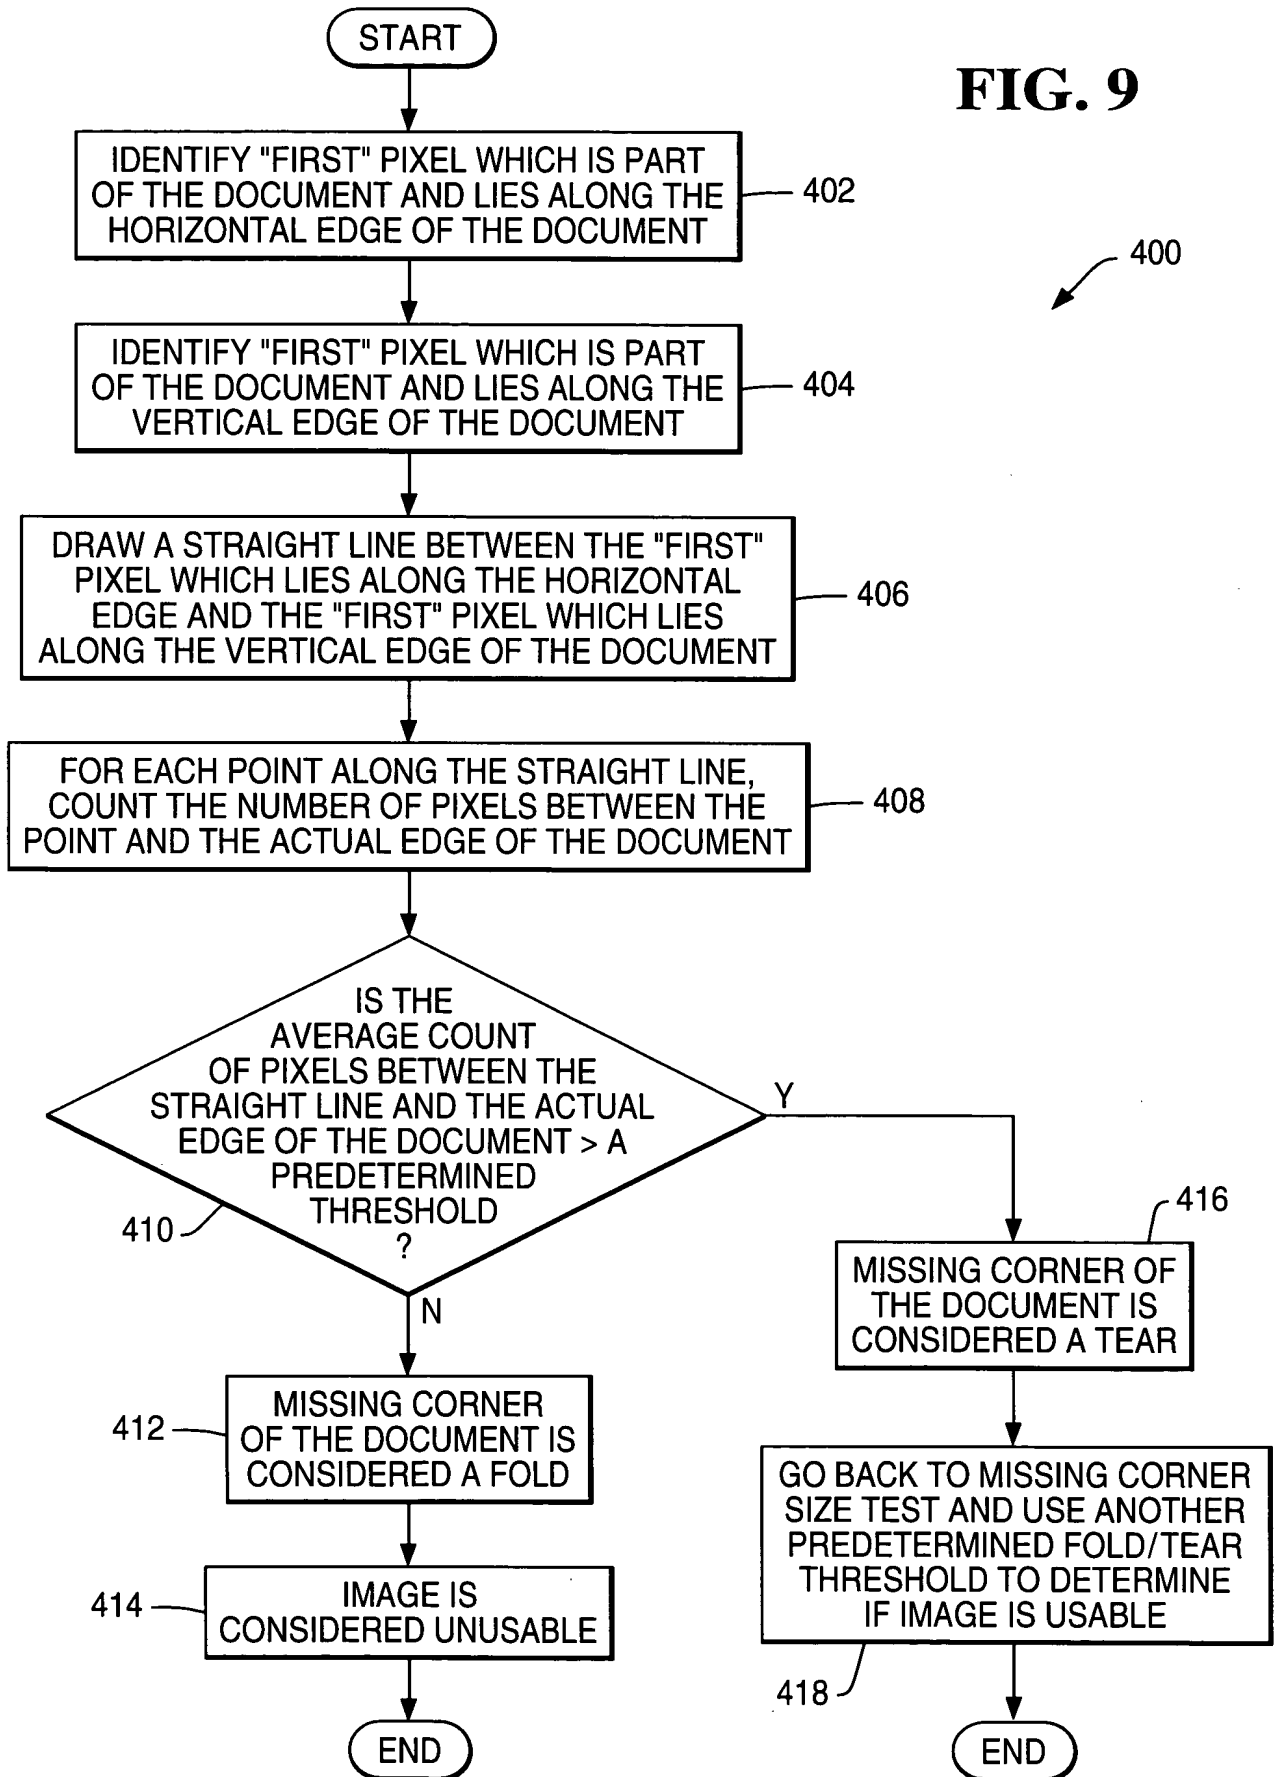 START
FIG. 9
IDENTIFY "FIRST" PIXEL WHICH IS PART
OF THE DOCUMENT AND LIES ALONG THE
HORIZONTAL EDGE OF THE DOCUMENT
402
400
IDENTIFY "FIRST" PIXEL WHICH IS PART
OF THE DOCUMENT AND LIES ALONG THE
VERTICAL EDGE OF THE DOCUMENT
404
DRAW A STRAIGHT LINE BETWEEN THE "FIRST"
PIXEL WHICH LIES ALONG THE HORIZONTAL
EDGE AND THE "FIRST" PIXEL WHICH LIES
ALONG THE VERTICAL EDGE OF THE DOCUMENT
406
FOR EACH POINT ALONG THE STRAIGHT LINE,
COUNT THE NUMBER OF PIXELS BETWEEN THE
POINT AND THE ACTUAL EDGE OF THE DOCUMENT
408
IS THE
AVERAGE COUNT
OF PIXELS BETWEEN THE
STRAIGHT LINE AND THE ACTUAL
EDGE OF THE DOCUMENT > A
PREDETERMINED
THRESHOLD
?
410
Y
N
416
MISSING CORNER OF
THE DOCUMENT IS
CONSIDERED A TEAR
412
MISSING CORNER
OF THE DOCUMENT IS
CONSIDERED A FOLD
GO BACK TO MISSING CORNER
SIZE TEST AND USE ANOTHER
PREDETERMINED FOLD/TEAR
THRESHOLD TO DETERMINE
IF IMAGE IS USABLE
418
414
IMAGE IS
CONSIDERED UNUSABLE
END
END